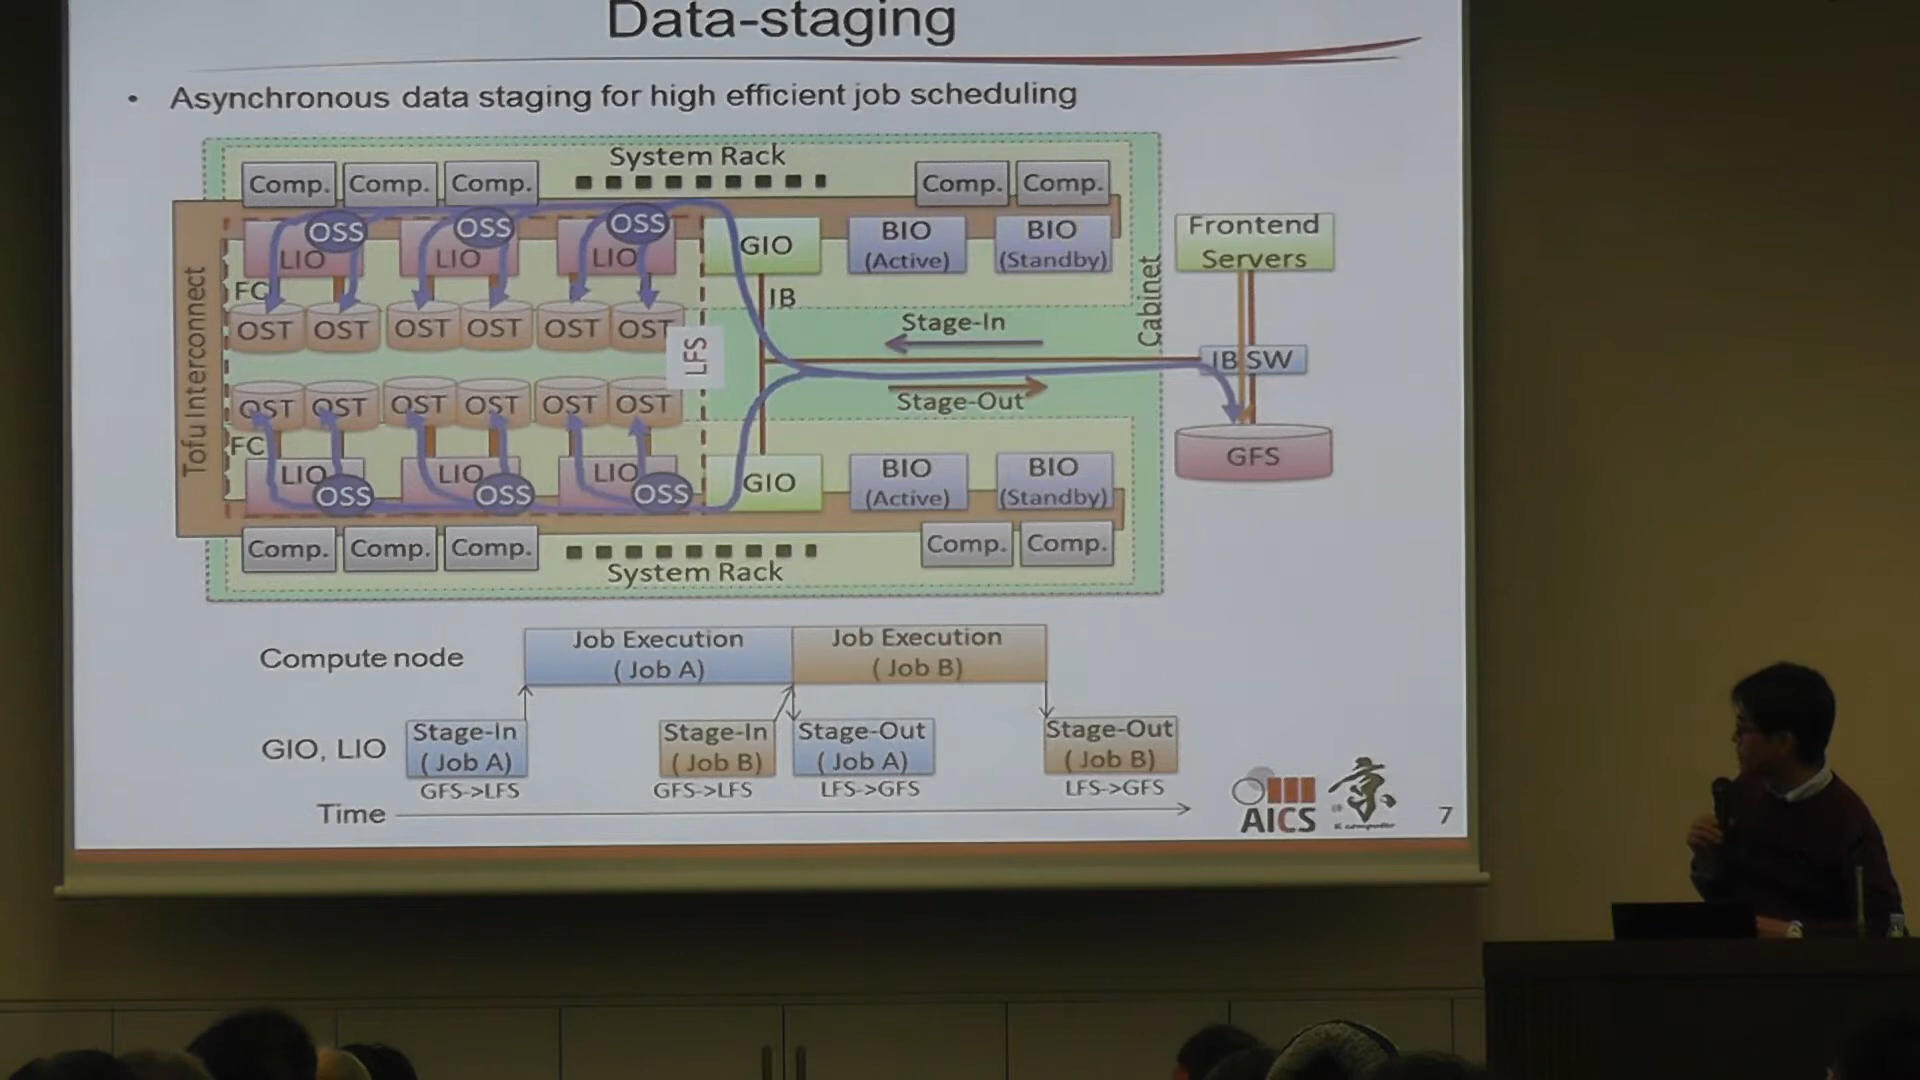 Data-staging
• Asynchronous data staging for high efficient job scheduling
System Rack
Comp. Comp. Comp. Comp. Comp.
OSS OSS OSS
LIO LIO LIO
GIO
BIO (Active)
BIO (Standby)
Frontend Servers
FC
IB
OST OST OST OST OST OST
Tofu Interconnect
LFS
Cabinet
Stage-In
IB SW
Stage-Out
OST OST OST OST OST OST
FC
LIO LIO LIO
OSS OSS OSS
GIO
BIO (Active)
BIO (Standby)
GFS
Comp. Comp. Comp. Comp. Comp.
System Rack
Compute node
Job Execution
( Job A)
Job Execution
( Job B)
GIO, LIO
Stage-In
( Job A)
GFS->LFS
Stage-In
( Job B)
GFS->LFS
Stage-Out
( Job A)
LFS->GFS
Stage-Out
( Job B)
LFS->GFS
Time
AICS
京
K computer
7